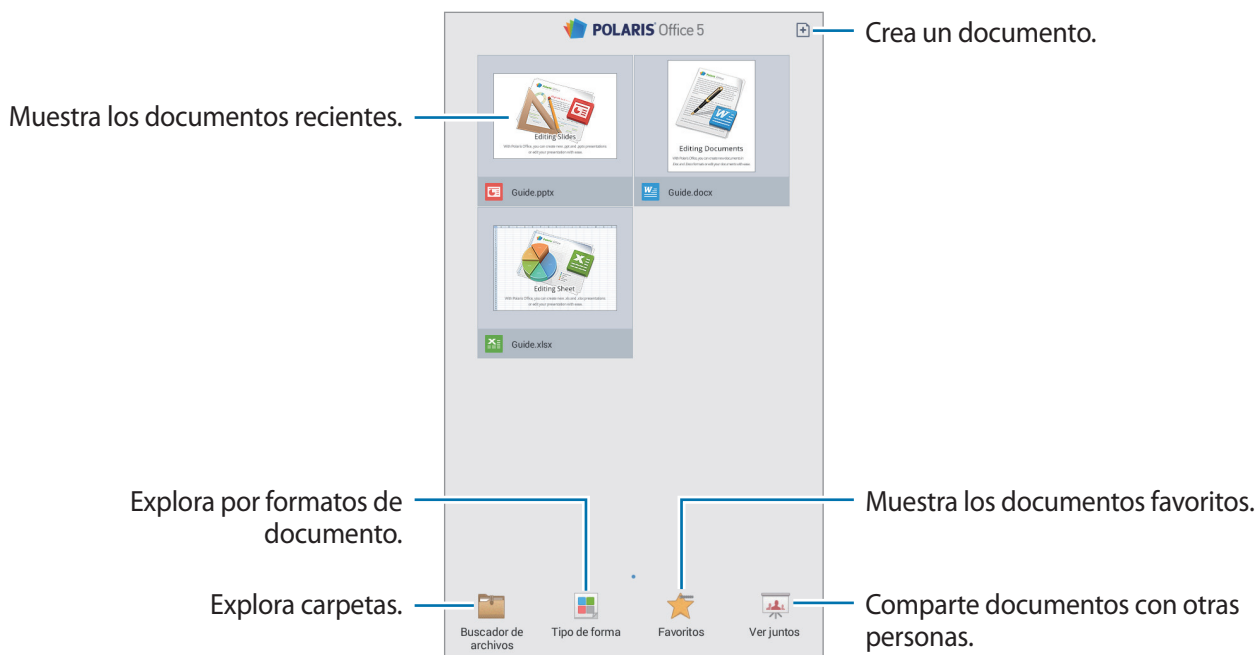 POLARIS Office 5
Crea un documento.
Muestra los documentos recientes.
Editing Slides
Editing Documents
Guide.pptx
Guide.docx
Editing Sheet
Guide.xlsx
Explora por formatos de
documento.
Muestra los documentos favoritos.
Explora carpetas.
Comparte documentos con otras
personas.
Buscador de
archivos
Tipo de forma
Favoritos
Ver juntos